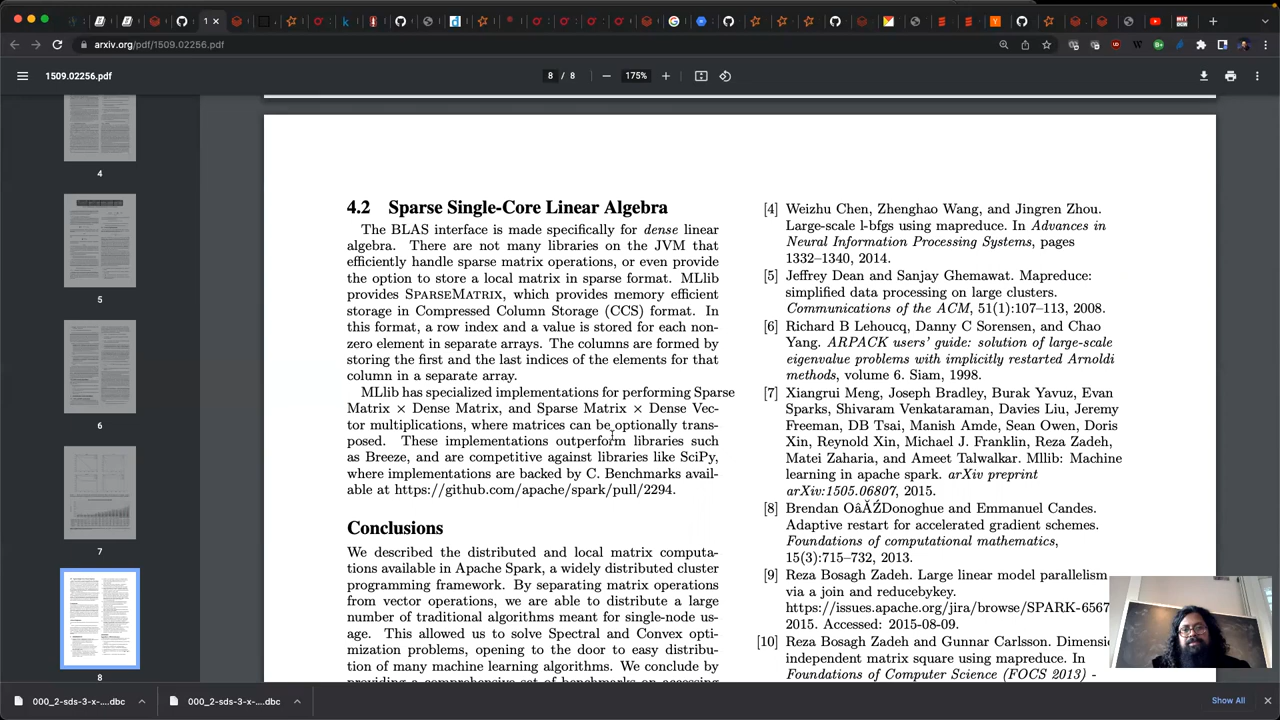 1
arxiv.org/pdf/1509.02256.pdf
1509.02256.pdf
8 / 8
175%
4
5
6
7
8
4.2 Sparse Single-Core Linear Algebra
The BLAS interface is made specifically for dense linear
algebra. There are not many libraries on the JVM that
efficiently handle sparse matrix operations, or even provide
the option to store a local matrix in sparse format. MLlib
provides SPARSEMATRIX, which provides memory efficient
storage in Compressed Column Storage (CCS) format. In
this format, a row index and a value is stored for each non-
zero element in separate arrays. The columns are formed by
storing the first and the last indices of the elements for that
column in a separate array.
MLlib has specialized implementations for performing Sparse
Matrix × Dense Matrix, and Sparse Matrix × Dense Vec-
tor multiplications, where matrices can be optionally trans-
posed. These implementations outperform libraries such
as Breeze, and are competitive against libraries like SciPy,
where implementations are backed by C. Benchmarks avail-
able at https://github.com/apache/spark/pull/2294.
Conclusions
We described the distributed and local matrix computa-
tions available in Apache Spark, a widely distributed cluster
programming framework. By separating matrix operations
from vector operations, we are able to distribute a large
number of traditional algorithms meant for single-node us-
age. This allowed us to solve Spectral and Convex opti-
mization problems, opening to the door to easy distribu-
tion of many machine learning algorithms. We conclude by
providing a comprehensive set of benchmarks on accessing
[4] Weizhu Chen, Zhenghao Wang, and Jingren Zhou.
Large-scale l-bfgs using mapreduce. In Advances in
Neural Information Processing Systems, pages
1332–1340, 2014.
[5] Jeffrey Dean and Sanjay Ghemawat. Mapreduce:
simplified data processing on large clusters.
Communications of the ACM, 51(1):107–113, 2008.
[6] Richard B Lehoucq, Danny C Sorensen, and Chao
Yang. ARPACK users' guide: solution of large-scale
eigenvalue problems with implicitly restarted Arnoldi
methods, volume 6. Siam, 1998.
[7] Xiangrui Meng, Joseph Bradley, Burak Yavuz, Evan
Sparks, Shivaram Venkataraman, Davies Liu, Jeremy
Freeman, DB Tsai, Manish Amde, Sean Owen, Doris
Xin, Reynold Xin, Michael J. Franklin, Reza Zadeh,
Matei Zaharia, and Ameet Talwalkar. Mllib: Machine
learning in apache spark. arXiv preprint
arXiv:1505.06807, 2015.
[8] Brendan OâĂŹDonoghue and Emmanuel Candes.
Adaptive restart for accelerated gradient schemes.
Foundations of computational mathematics,
15(3):715–732, 2013.
[9] Reza Bosagh Zadeh. Large linear model parallelism
via a join and reducebykey.
https://issues.apache.org/jira/browse/SPARK-6567
2015. Accessed: 2015-08-09.
[10] Reza Bosagh Zadeh and Gunnar Carlsson. Dimensi
independent matrix square using mapreduce. In
Foundations of Computer Science (FOCS 2013) -
000_2-sds-3-x-....dbc
000_2-sds-3-x-....dbc
Show All